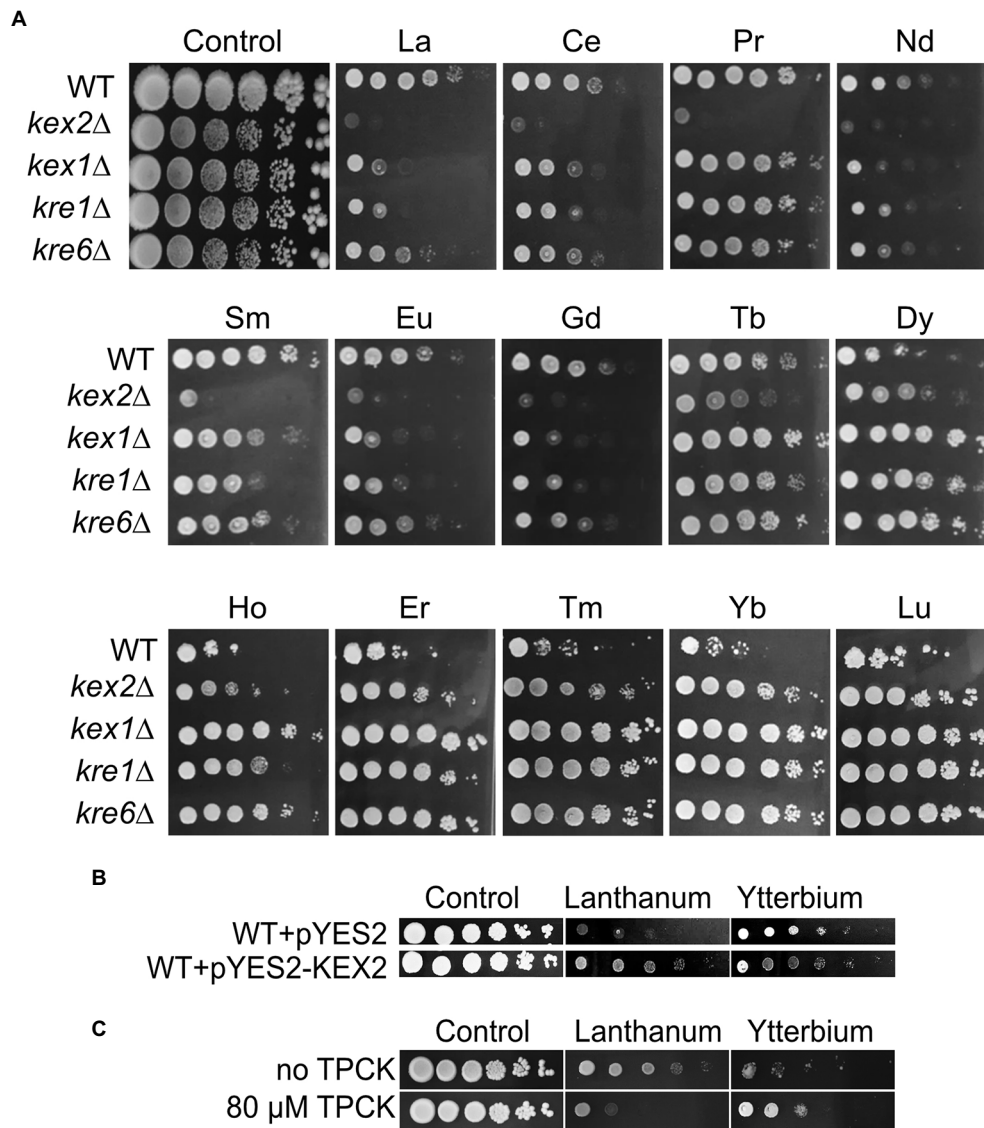 A
Control La Ce Pr Nd
WT
kex2Δ
kex1Δ
kre1Δ
kre6Δ
Sm Eu Gd Tb Dy
WT
kex2Δ
kex1Δ
kre1Δ
kre6Δ
Ho Er Tm Yb Lu
WT
kex2Δ
kex1Δ
kre1Δ
kre6Δ
B
Control Lanthanum Ytterbium
WT+pYES2
WT+pYES2-KEX2
C
Control Lanthanum Ytterbium
no TPCK
80 µM TPCK